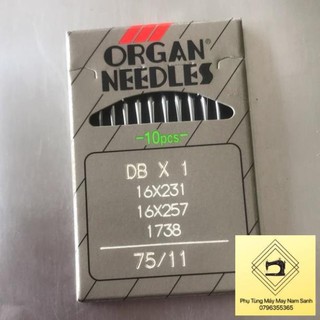 ORGAN®
NEEDLES
-10pcs-
DB X 1
16X231
16X257
1738
75/11
Phụ Tùng Máy May Nam Sanh
0796355365